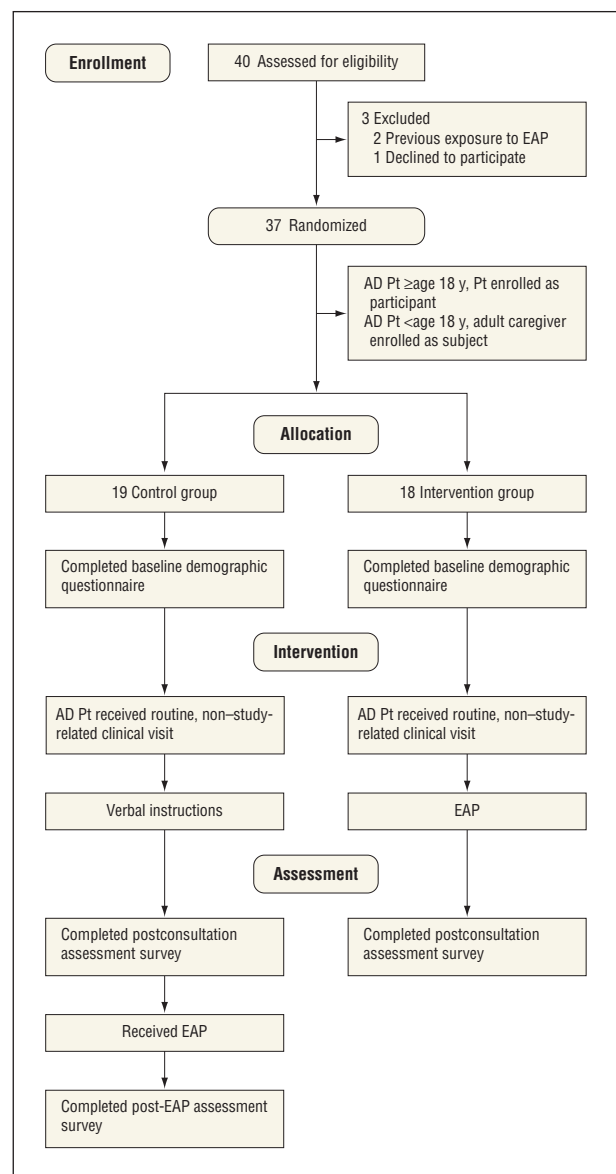 Enrollment
40 Assessed for eligibility
3 Excluded
2 Previous exposure to EAP
1 Declined to participate
37 Randomized
AD Pt ≥age 18 y, Pt enrolled as
participant
AD Pt <age 18 y, adult caregiver
enrolled as subject
Allocation
19 Control group
18 Intervention group
Completed baseline demographic
questionnaire
Completed baseline demographic
questionnaire
Intervention
AD Pt received routine, non–study-
related clinical visit
AD Pt received routine, non–study-
related clinical visit
Verbal instructions
EAP
Assessment
Completed postconsultation
assessment survey
Completed postconsultation
assessment survey
Received EAP
Completed post-EAP assessment
survey